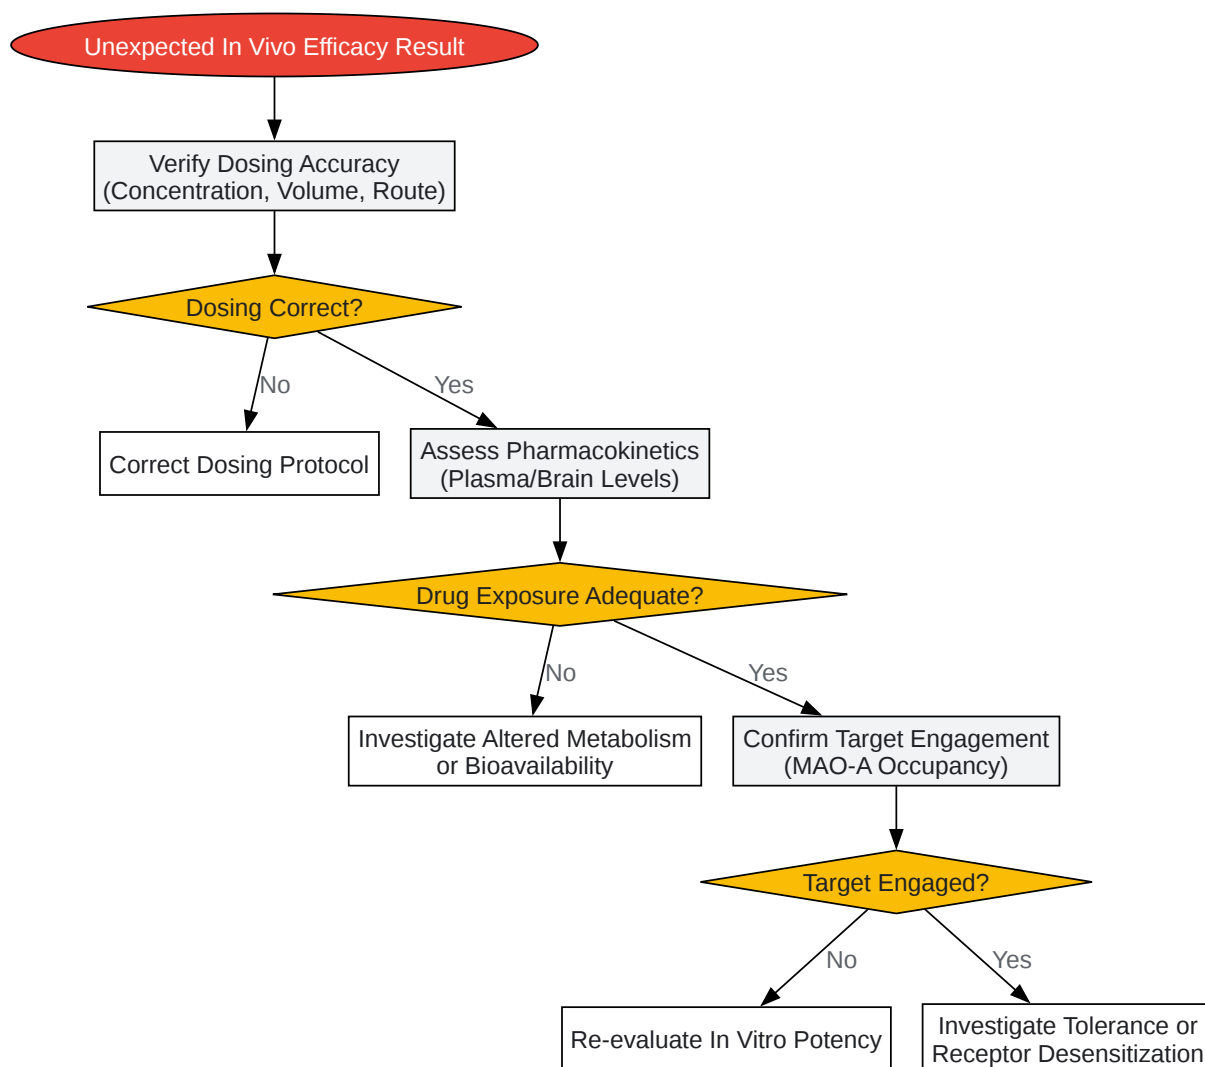 Unexpected In Vivo Efficacy Result
Verify Dosing Accuracy
(Concentration, Volume, Route)
Dosing Correct?
No
Yes
Correct Dosing Protocol
Assess Pharmacokinetics
(Plasma/Brain Levels)
Drug Exposure Adequate?
No
Yes
Investigate Altered Metabolism
or Bioavailability
Confirm Target Engagement
(MAO-A Occupancy)
Target Engaged?
No
Yes
Re-evaluate In Vitro Potency
Investigate Tolerance or
Receptor Desensitization